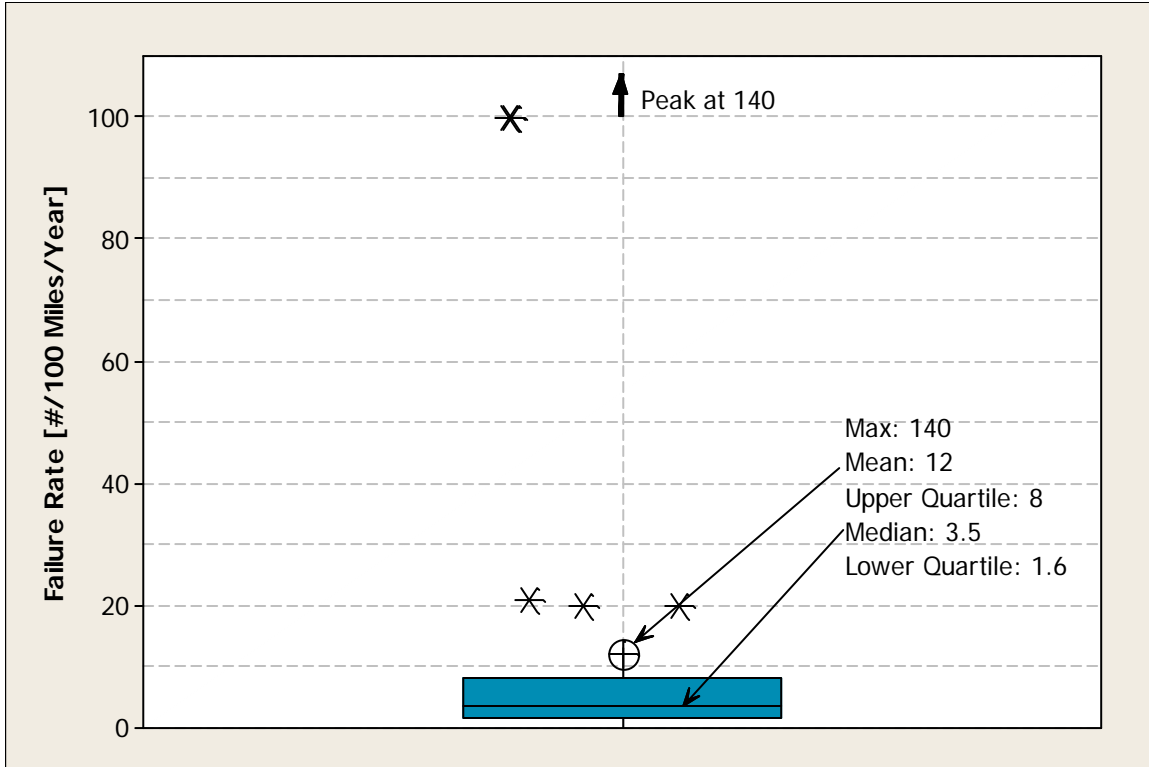 Peak at 140
100
80
60
40
20
0
Failure Rate [#/100 Miles/Year]
Max: 140
Mean: 12
Upper Quartile: 8
Median: 3.5
Lower Quartile: 1.6